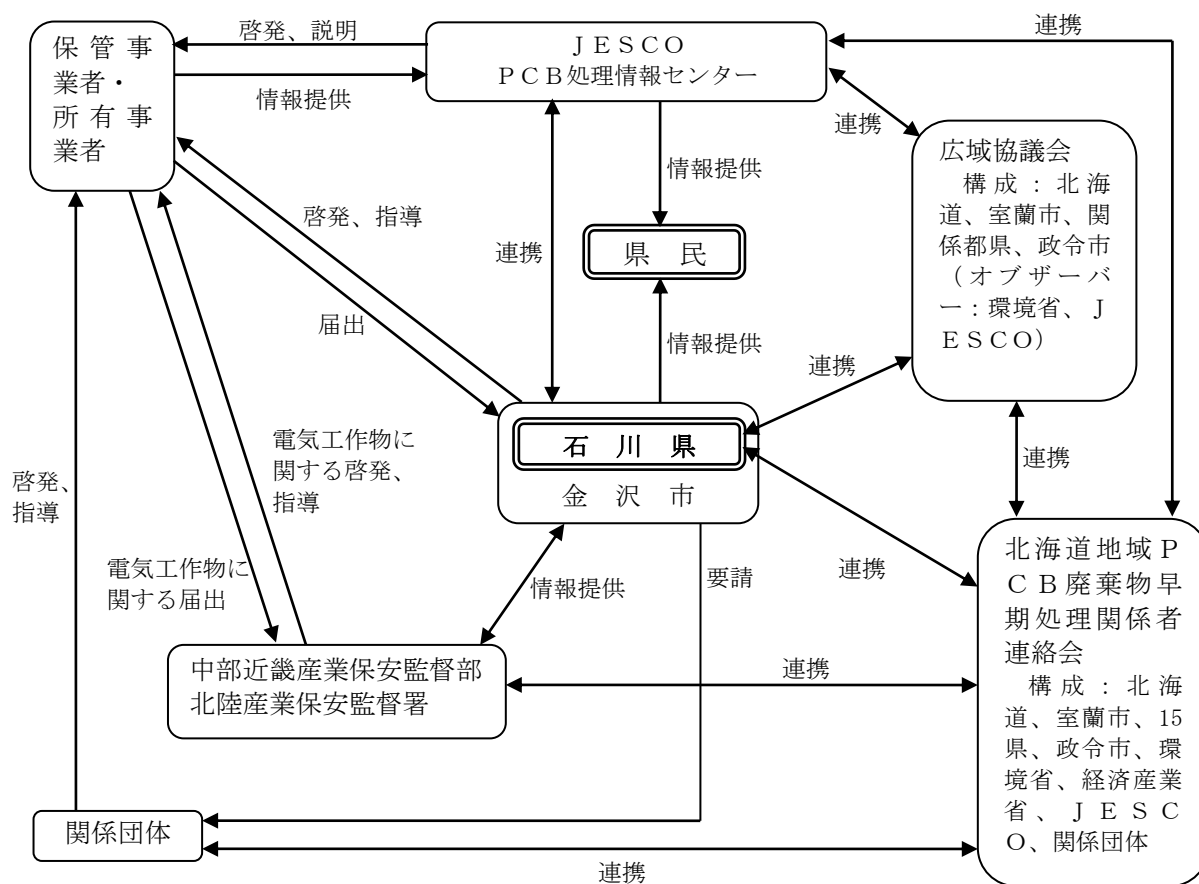 保管事
業者・
所有事
業者
啓発、説明
情報提供
ＪＥＳＣＯ
ＰＣＢ処理情報センター
連携
連携
広域協議会
構成：北海
道、室蘭市、関
係都県、政令市
（オブザーバ
ー：環境省、Ｊ
ＥＳＣＯ）
情報提供
県民
啓発、指導
連携
届出
情報提供
連携
石川県
金沢市
電気工作物に
関する啓発、
指導
連携
啓発、
指導
電気工作物に
関する届出
情報提供
要請
連携
北海道地域Ｐ
ＣＢ廃棄物早
期処理関係者
連絡会
構成：北海
道、室蘭市、15
県、政令市、環
境省、経済産業
省、ＪＥＳＣ
Ｏ、関係団体
中部近畿産業保安監督部
北陸産業保安監督署
連携
関係団体
連携